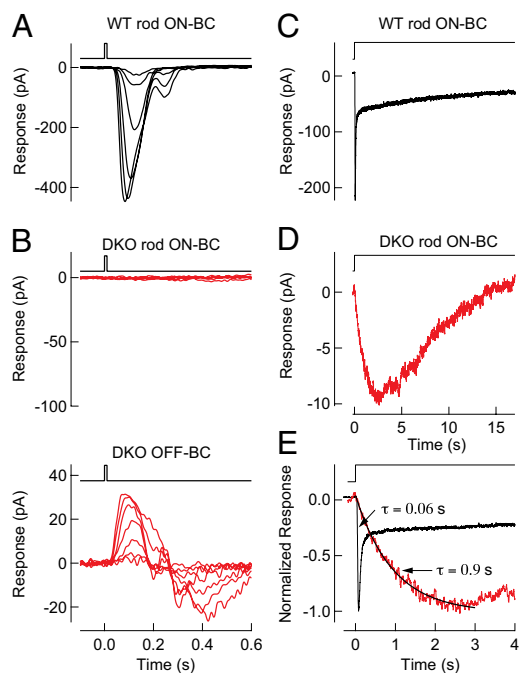 A
WT rod ON-BC
0
-200
-400
Response (pA)
B
DKO rod ON-BC
0
-50
-100
Response (pA)
DKO OFF-BC
40
20
0
-20
Response (pA)
0.0 0.2 0.4 0.6
Time (s)
C
WT rod ON-BC
0
-100
-200
Response (pA)
D
DKO rod ON-BC
0
-5
-10
Response (pA)
0 5 10 15
Time (s)
E
0.0
-0.5
-1.0
Normalized Response
τ = 0.06 s
τ = 0.9 s
0 1 2 3 4
Time (s)